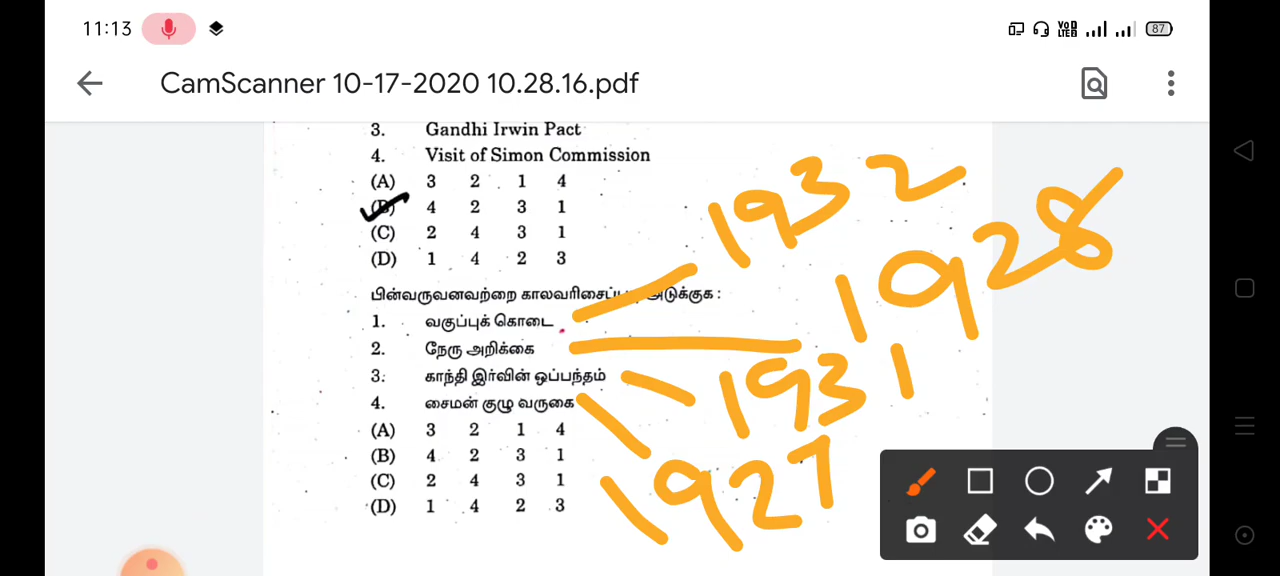 11:13 VoD LTED 87
CamScanner 10-17-2020 10.28.16.pdf
3. Gandhi Irwin Pact
4. Visit of Simon Commission
(A) 3 2 1 4
(B) 4 2 3 1
(C) 2 4 3 1
(D) 1 4 2 3
பின்வருவனவற்றை அடுக்குக :
1. வகுப்புக் கொடை
2. நேரு அறிக்கை
3. காந்தி இர்வின் ஒப்பந்தம்
4. சைமன் குழு வருகை
(A) 3 2 1 4
(B) 4 2 3 1
(C) 2 4 3 1
(D) 1 4 2 3
1932
1928
1931
1927